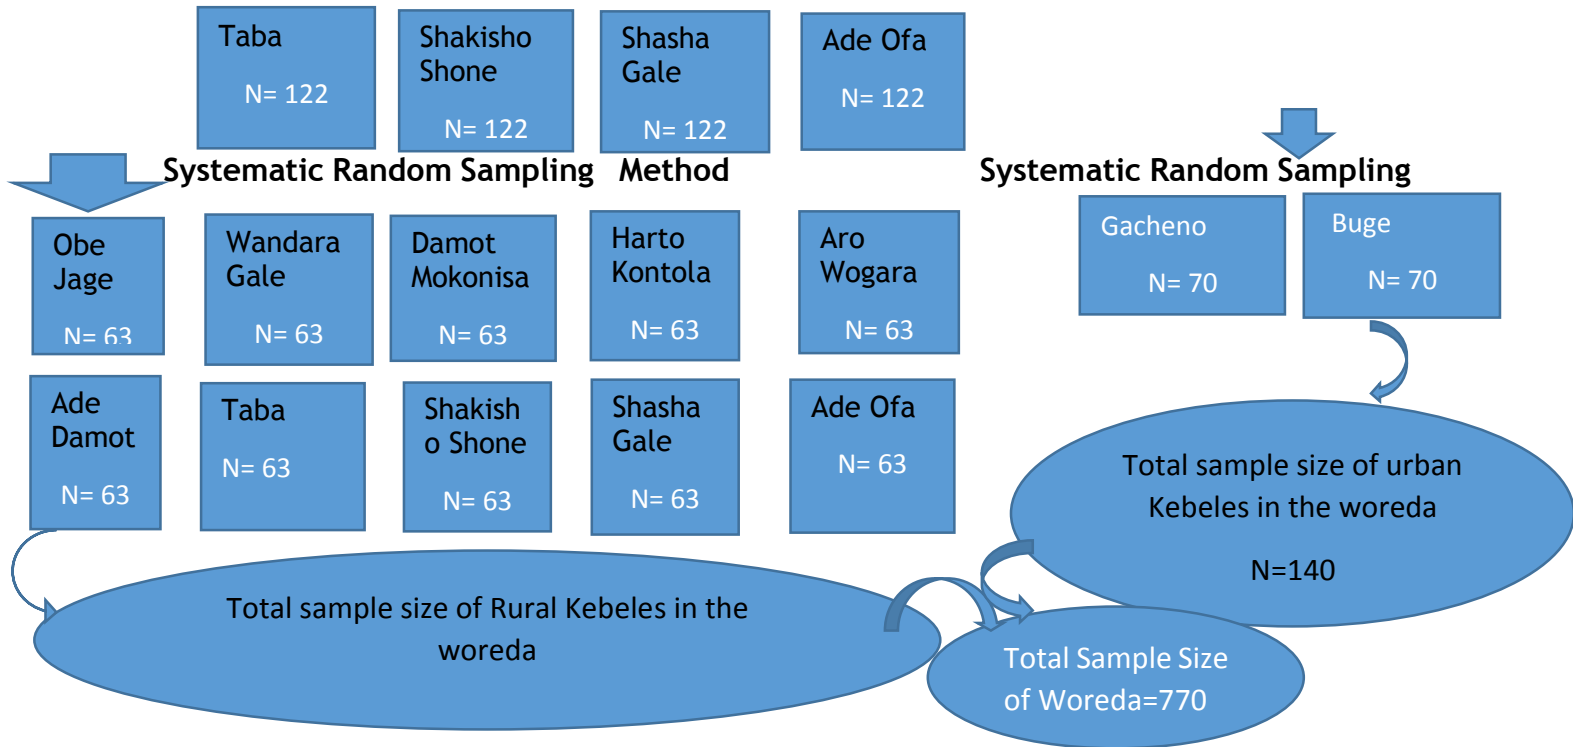 Taba
N= 122
Shakisho
Shone
N= 122
Shasha
Gale
N= 122
Ade Ofa
N= 122
Systematic Random Sampling Method
Systematic Random Sampling
Obe
Jage
N= 63
Wandara
Gale
N= 63
Damot
Mokonisa
N= 63
Harto
Kontola
N= 63
Aro
Wogara
N= 63
Gacheno
N= 70
Buge
N= 70
Ade
Damot
N= 63
Taba
N= 63
Shakish
o Shone
N= 63
Shasha
Gale
N= 63
Ade Ofa
N= 63
Total sample size of urban
Kebeles in the woreda
N=140
Total sample size of Rural Kebeles in the
woreda
Total Sample Size
of Woreda=770